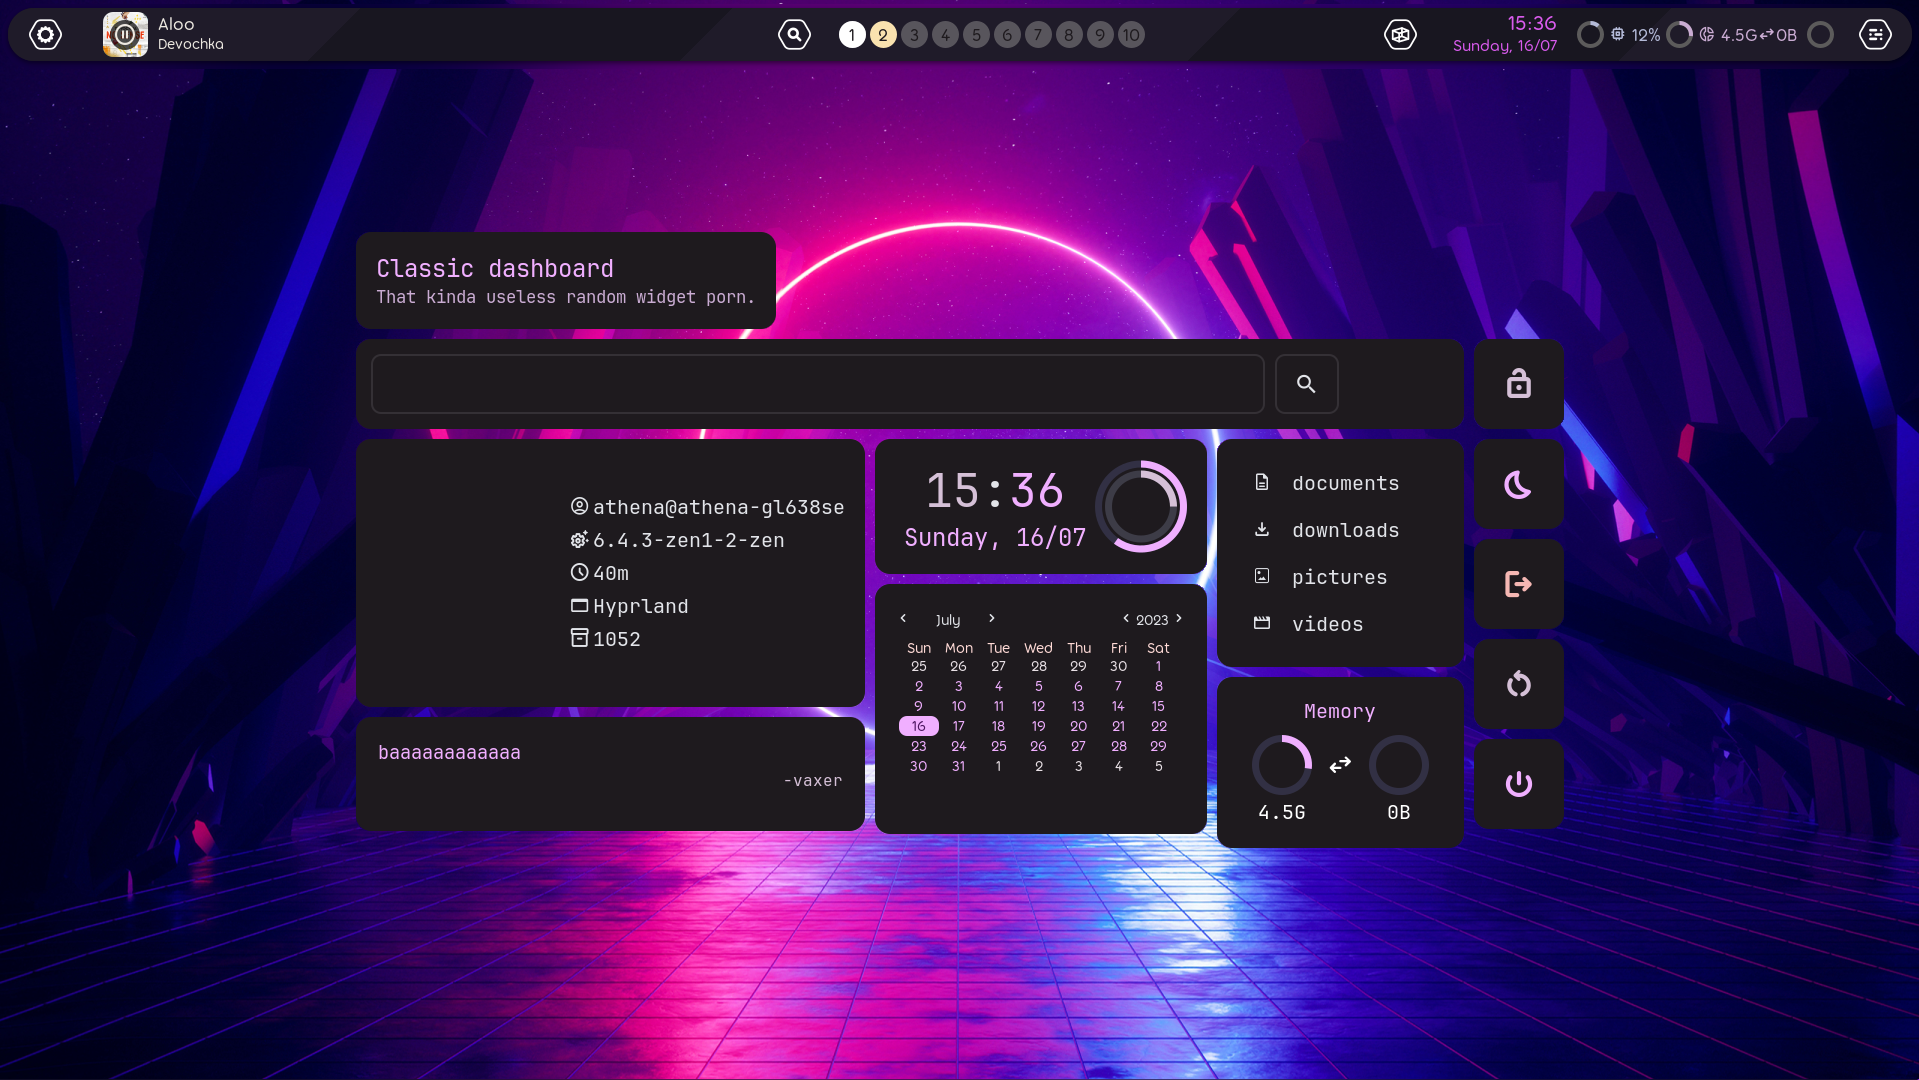 Aloo
Devochka
1 2 3 4 5 6 7 8 9 10
15:36
Sunday, 16/07
12% 4.5G 0B
Classic dashboard
That kinda useless random widget porn.
athena@athena-gl638se
6.4.3-zen1-2-zen
40m
Hyprland
1052
baaaaaaaaaaaa
-vaxer
15:36
Sunday, 16/07
July 2023
Sun Mon Tue Wed Thu Fri Sat
25 26 27 28 29 30 1
2 3 4 5 6 7 8
9 10 11 12 13 14 15
16 17 18 19 20 21 22
23 24 25 26 27 28 29
30 31 1 2 3 4 5
documents
downloads
pictures
videos
Memory
4.5G 0B